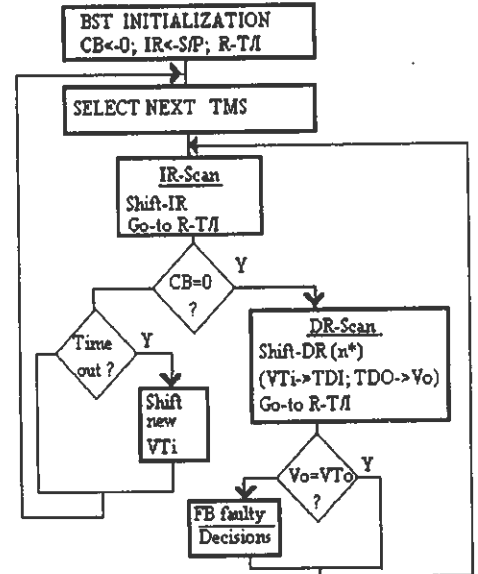 BST INITIALIZATION
CB<-0; IR<-S/P; R-T/I
SELECT NEXT TMS
IR-Scan
Shift-IR
Go-to R-T/I
CB=0
?
Y
Time
out ?
Y
Shift
new
VTi
DR-Scan
Shift-DR (n*)
(VTi->TDI; TDO->Vo)
Go-to R-T/I
Vo=VTo
?
Y
FB faulty
Decisions